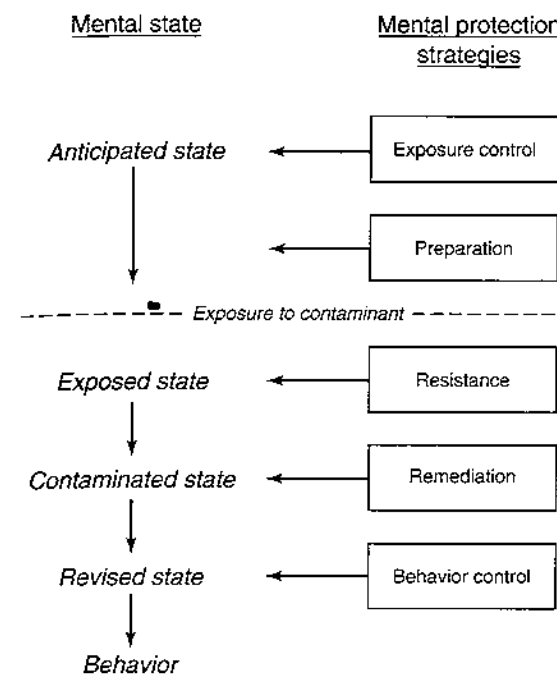 Mental state
Mental protection
strategies
Anticipated state
Exposure control
Preparation
Exposure to contaminant
Exposed state
Resistance
Contaminated state
Remediation
Revised state
Behavior control
Behavior